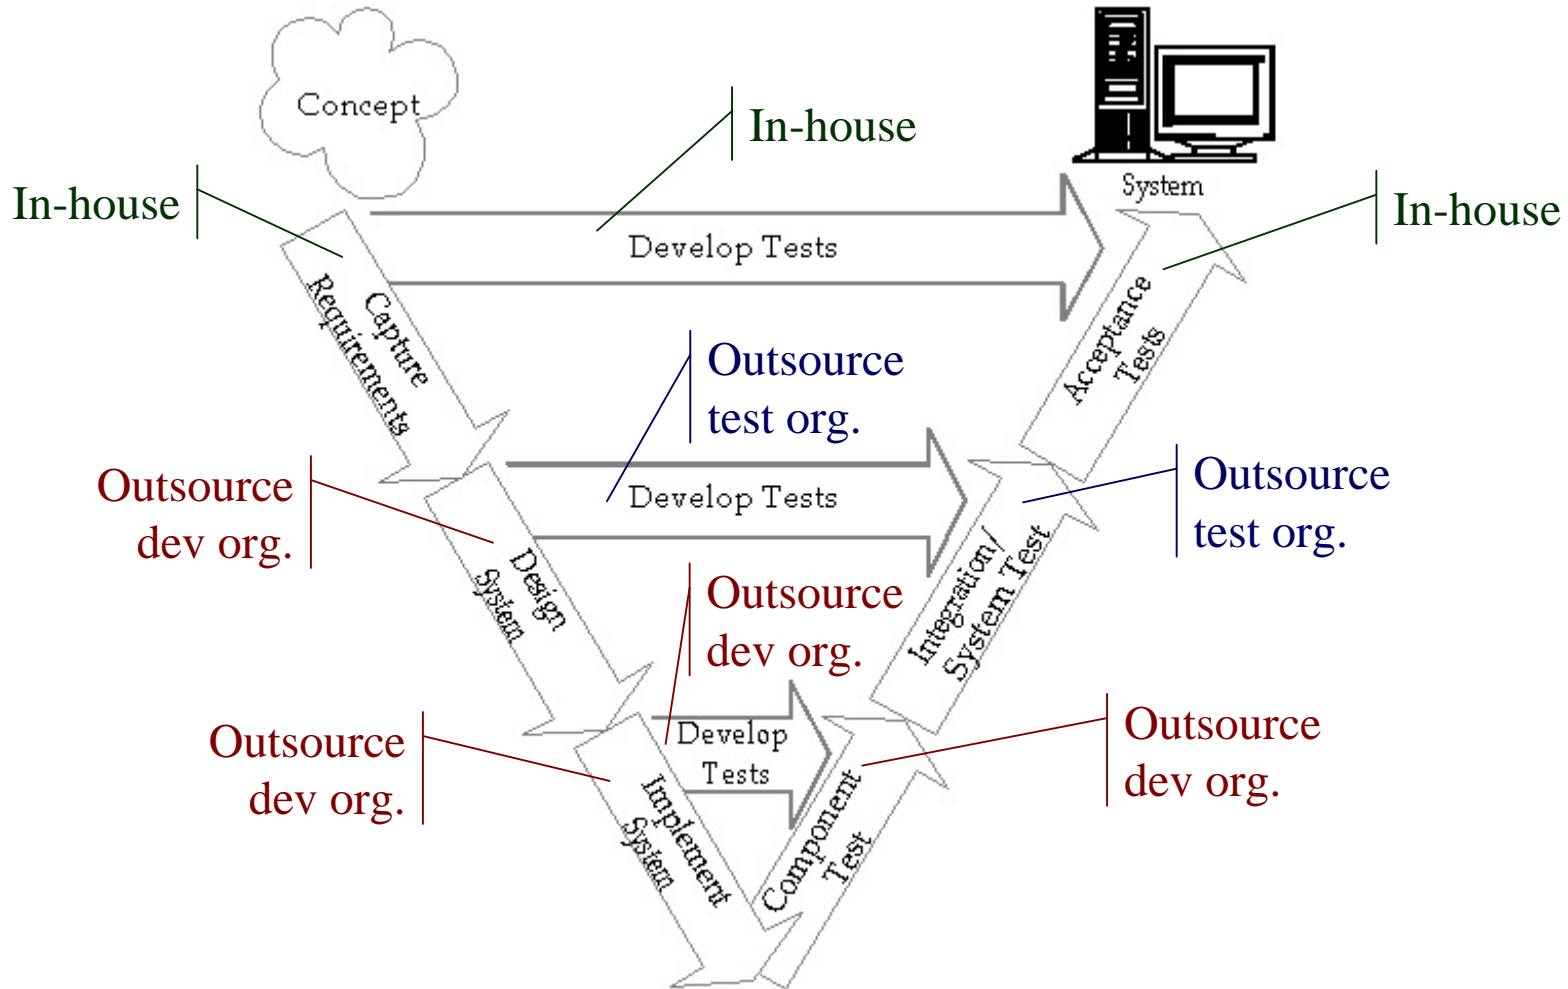 Concept
In-house
System
In-house
In-house
Develop Tests
Capture
Requirements
Acceptance
Tests
Outsource
test org.
Outsource
dev org.
Develop Tests
Outsource
test org.
Design
System
Integration/
System Test
Outsource
dev org.
Outsource
dev org.
Develop
Tests
Outsource
dev org.
Implement
System
Component
Test